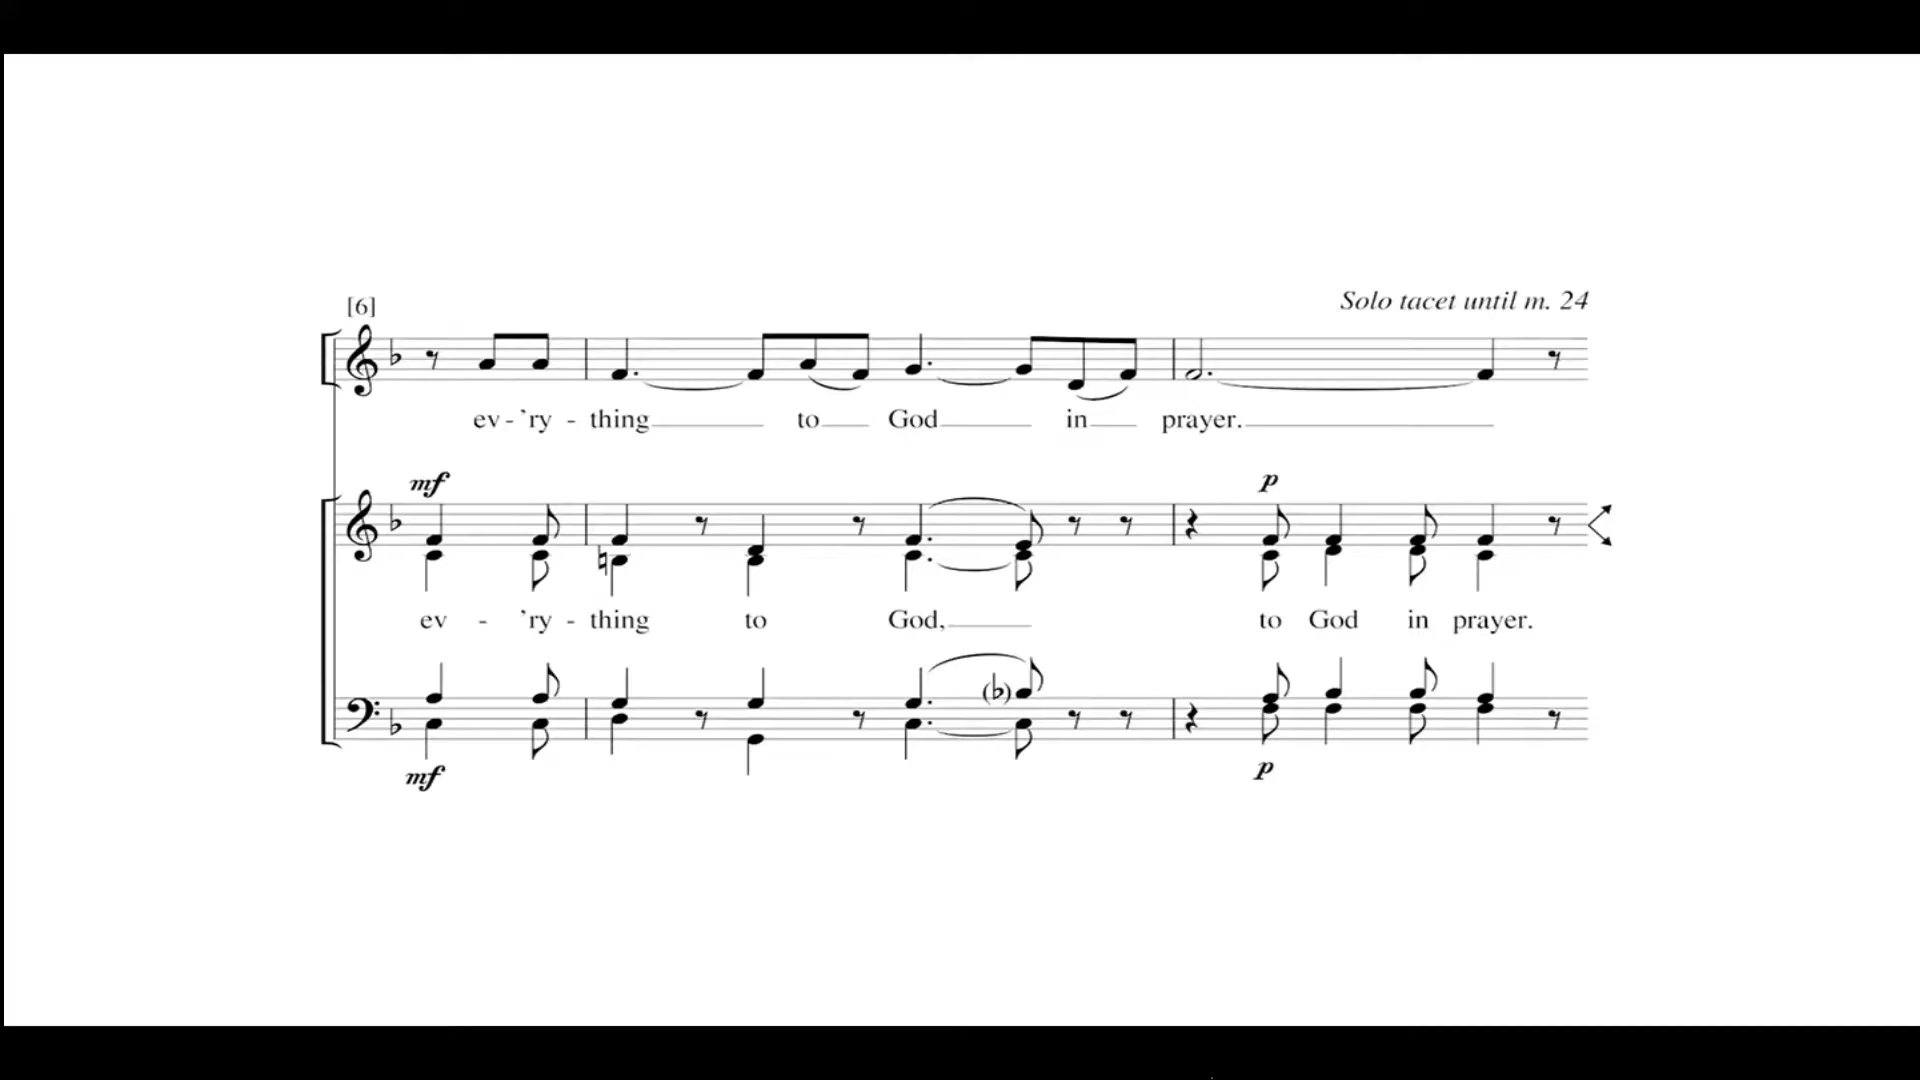 Solo tacet until m. 24
[6]
ev - ’ry - thing to God in prayer.
mf p
ev - ’ry - thing to God, to God in prayer.
mf p